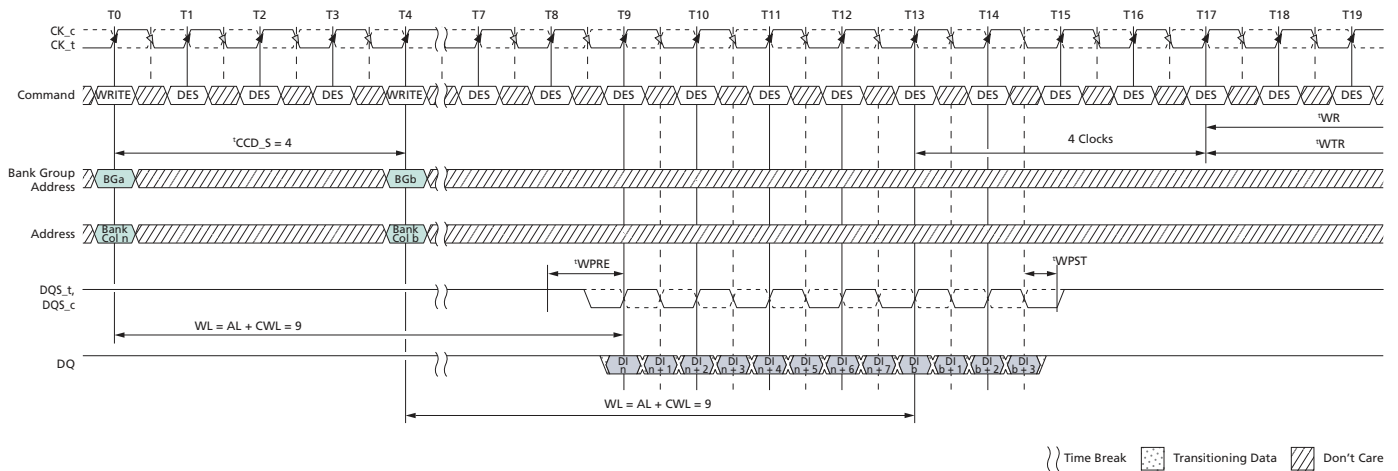 T0 T1 T2 T3 T4 T7 T8 T9 T10 T11 T12 T13 T14 T15 T16 T17 T18 T19
CK_c
CK_t
Command WRITE DES DES DES WRITE DES DES DES DES DES DES DES DES DES DES DES DES DES
tWR
tCCD_S = 4 4 Clocks tWTR
Bank Group
Address BGa BGb
Address Bank
Col n Bank
Col b
tWPRE tWPST
DQS_t,
DQS_c
WL = AL + CWL = 9
DQ DI
n DI
n + 1 DI
n + 2 DI
n + 3 DI
n + 4 DI
n + 5 DI
n + 6 DI
n + 7 DI
b DI
b + 1 DI
b + 2 DI
b + 3
WL = AL + CWL = 9
Time Break Transitioning Data Don't Care